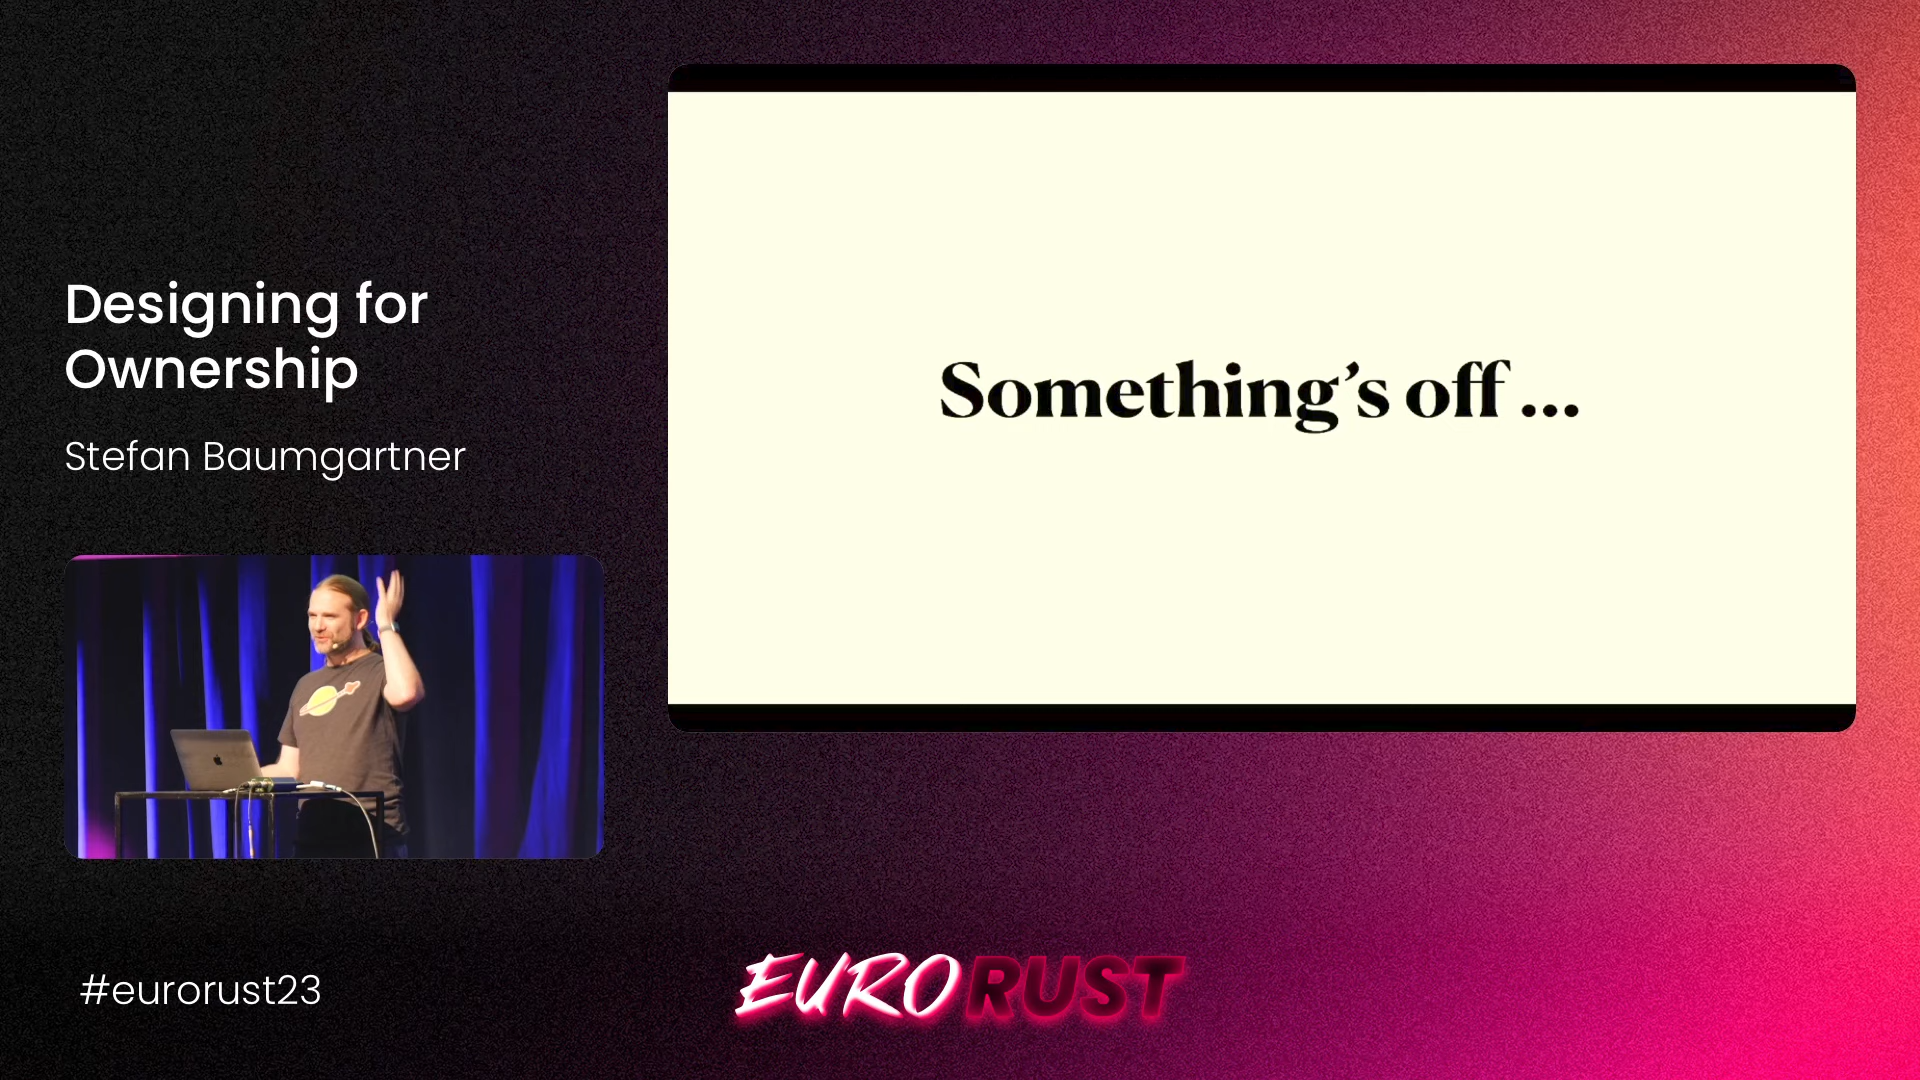 Designing for
Ownership
Stefan Baumgartner
Something’s off ...
#eurorust23
EURORUST